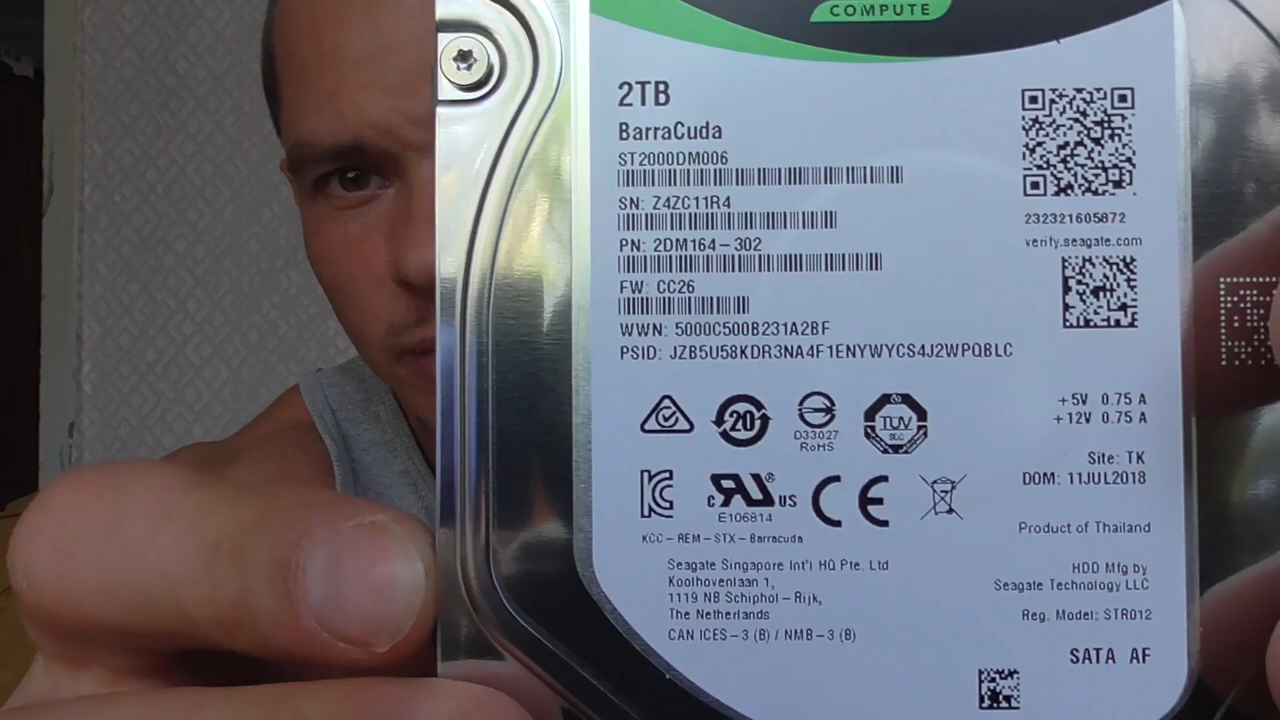 COMPUTE
2TB
BarraCuda
ST2000DM006
SN: Z4ZC11R4
PN: 2DM164-302
FW: CC26
WWN: 5000C500B231A2BF
PSID: JZB5U58KDR3NA4F1ENYWYCS4J2WPQBLC
232321605872
verify.seagate.com
20
D33027
RoHS
TUV
SUD
+5V 0.75 A
+12V 0.75 A
Site: TK
DOM: 11JUL2018
c RU ® US
E106814
CE
KCC-REM-STX-Barracuda
Product of Thailand
Seagate Singapore Int'l HQ Pte. Ltd
Koolhovenlaan 1,
1119 NB Schiphol-Rijk,
The Netherlands
CAN ICES-3 (B) / NMB-3 (B)
HDD Mfg by
Seagate Technology LLC
Reg. Model: STR012
SATA AF